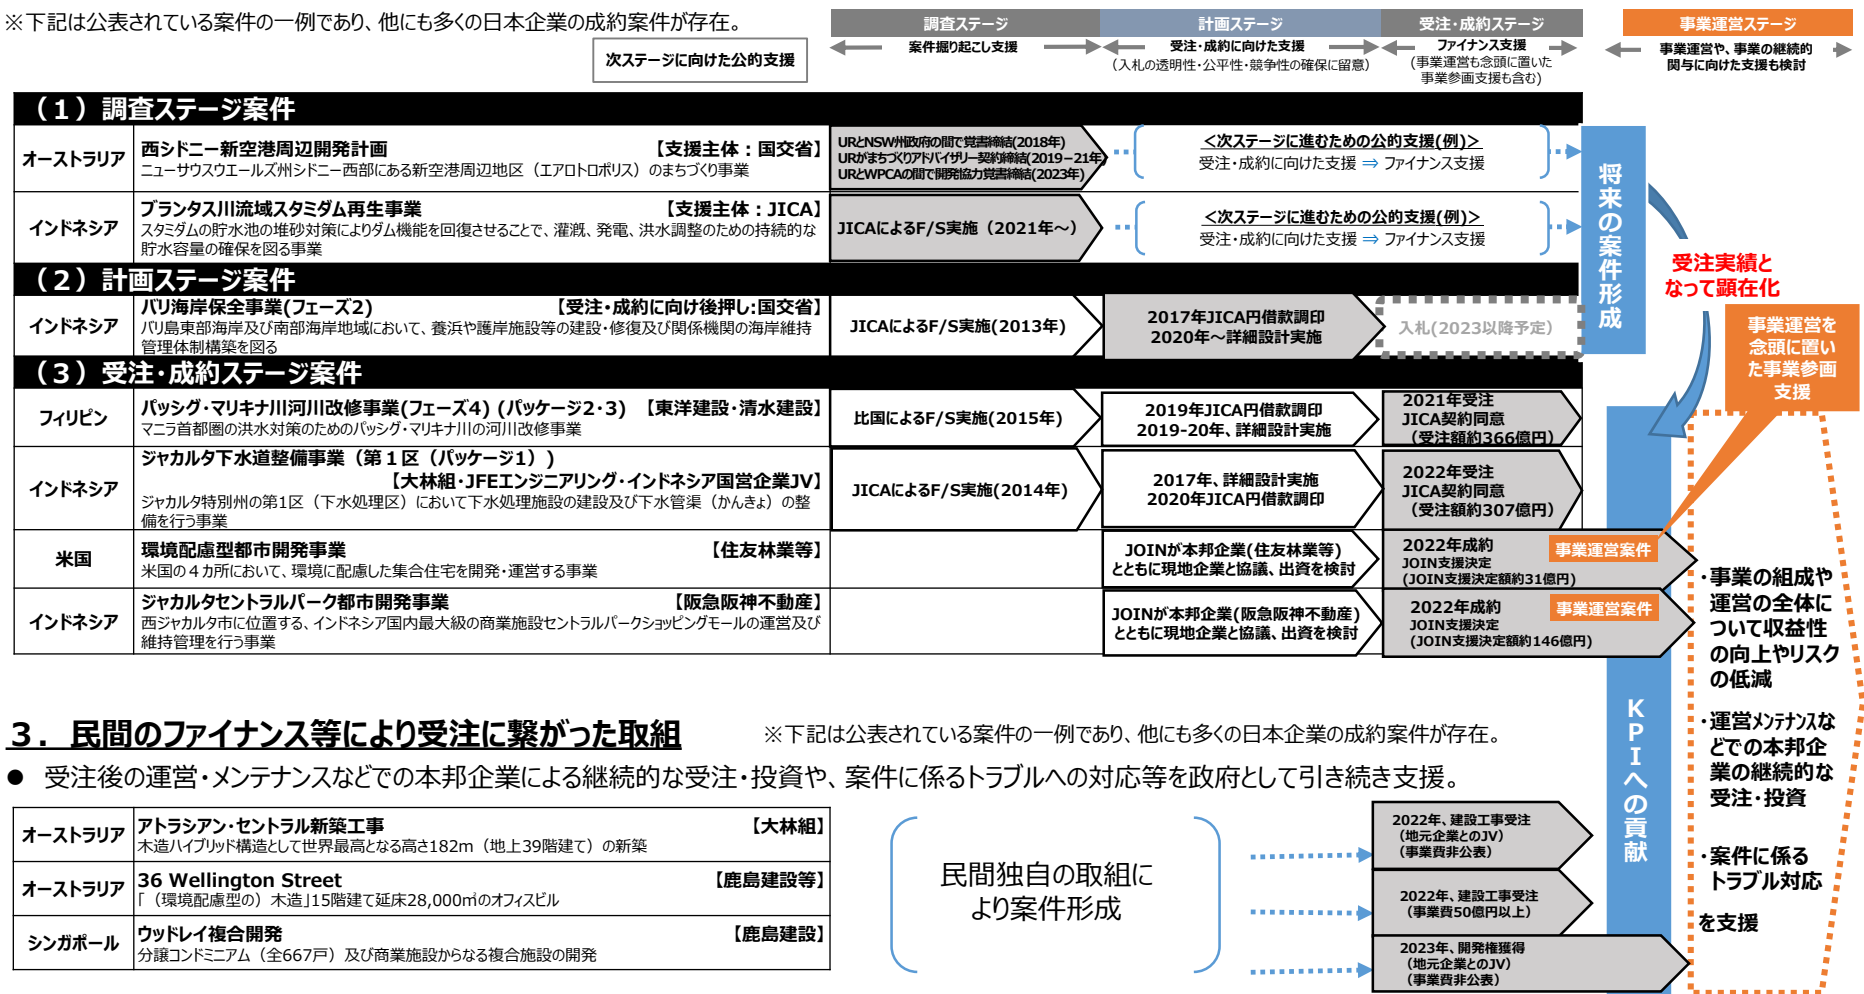 ※下記は公表されている案件の一例であり、他にも多くの日本企業の成約案件が存在。
次ステージに向けた公的支援
調査ステージ
計画ステージ
受注・成約ステージ
事業運営ステージ
案件掘り起こし支援
受注・成約に向けた支援
(入札の透明性・公平性・競争性の確保に留意)
ファイナンス支援
(事業運営も念頭に置いた
事業参画支援も含む)
事業運営や、事業の継続的
関与に向けた支援も検討
（１）調査ステージ案件
オーストラリア
西シドニー新空港周辺開発計画 【支援主体：国交省】
ニューサウスウエールズ州シドニー西部にある新空港周辺地区（エアロトロポリス）のまちづくり事業
URとNSW州政府の間で覚書締結(2018年)
URがまちづくりアドバイザリー契約締結(2019－21年)
URとWPCAの間で開発協力覚書締結(2023年)
＜次ステージに進むための公的支援(例)＞
受注・成約に向けた支援 ⇒ ファイナンス支援
インドネシア
ブランタス川流域スタミダム再生事業 【支援主体：JICA】
スタミダムの貯水池の堆砂対策によりダム機能を回復させることで、灌漑、発電、洪水調整のための持続的な
貯水容量の確保を図る事業
JICAによるF/S実施（2021年～）
＜次ステージに進むための公的支援(例)＞
受注・成約に向けた支援 ⇒ ファイナンス支援
将来の案件形成
受注実績と
なって顕在化
（２）計画ステージ案件
インドネシア
バリ海岸保全事業(フェーズ2) 【受注・成約に向け後押し:国交省】
バリ島東部海岸及び南部海岸地域において、養浜や護岸施設等の建設・修復及び関係機関の海岸維持
管理体制構築を図る
JICAによるF/S実施(2013年)
2017年JICA円借款調印
2020年～詳細設計実施
入札(2023以降予定)
事業運営を
念頭に置い
た事業参画
支援
（３）受注・成約ステージ案件
フィリピン
パッシグ・マリキナ川河川改修事業(フェーズ4) (パッケージ2・3) 【東洋建設・清水建設】
マニラ首都圏の洪水対策のためのパッシグ・マリキナ川の河川改修事業
比国によるF/S実施(2015年)
2019年JICA円借款調印
2019-20年、詳細設計実施
2021年受注
JICA契約同意
（受注額約366億円)
インドネシア
ジャカルタ下水道整備事業（第１区（パッケージ1））
【大林組・JFEエンジニアリング・インドネシア国営企業JV】
ジャカルタ特別州の第1区（下水処理区）において下水処理施設の建設及び下水管渠（かんきょ）の整
備を行う事業
JICAによるF/S実施(2014年)
2017年、詳細設計実施
2020年JICA円借款調印
2022年受注
JICA契約同意
（受注額約307億円)
米国
環境配慮型都市開発事業 【住友林業等】
米国の４カ所において、環境に配慮した集合住宅を開発・運営する事業
JOINが本邦企業(住友林業等)
とともに現地企業と協議、出資を検討
2022年成約
JOIN支援決定
(JOIN支援決定額約31億円)
事業運営案件
インドネシア
ジャカルタセントラルパーク都市開発事業 【阪急阪神不動産】
西ジャカルタ市に位置する、インドネシア国内最大級の商業施設セントラルパークショッピングモールの運営及び
維持管理を行う事業
JOINが本邦企業(阪急阪神不動産)
とともに現地企業と協議、出資を検討
2022年成約
JOIN支援決定
(JOIN支援決定額約146億円)
事業運営案件
KPIへの貢献
・事業の組成や
運営の全体に
ついて収益性
の向上やリスク
の低減
・運営メンテナンスな
どでの本邦企
業の継続的な
受注・投資
・案件に係る
トラブル対応
を支援
３．民間のファイナンス等により受注に繋がった取組
※下記は公表されている案件の一例であり、他にも多くの日本企業の成約案件が存在。
● 受注後の運営・メンテナンスなどでの本邦企業による継続的な受注・投資や、案件に係るトラブルへの対応等を政府として引き続き支援。
オーストラリア
アトラシアン・セントラル新築工事 【大林組】
木造ハイブリッド構造として世界最高となる高さ182m（地上39階建て）の新築
2022年、建設工事受注
（地元企業とのJV）
（事業費非公表）
オーストラリア
36 Wellington Street 【鹿島建設等】
「（環境配慮型の）木造」15階建て延床28,000㎡のオフィスビル
2022年、建設工事受注
（事業費50億円以上）
シンガポール
ウッドレイ複合開発 【鹿島建設】
分譲コンドミニアム（全667戸）及び商業施設からなる複合施設の開発
2023年、開発権獲得
（地元企業とのJV）
（事業費非公表）
民間独自の取組に
より案件形成